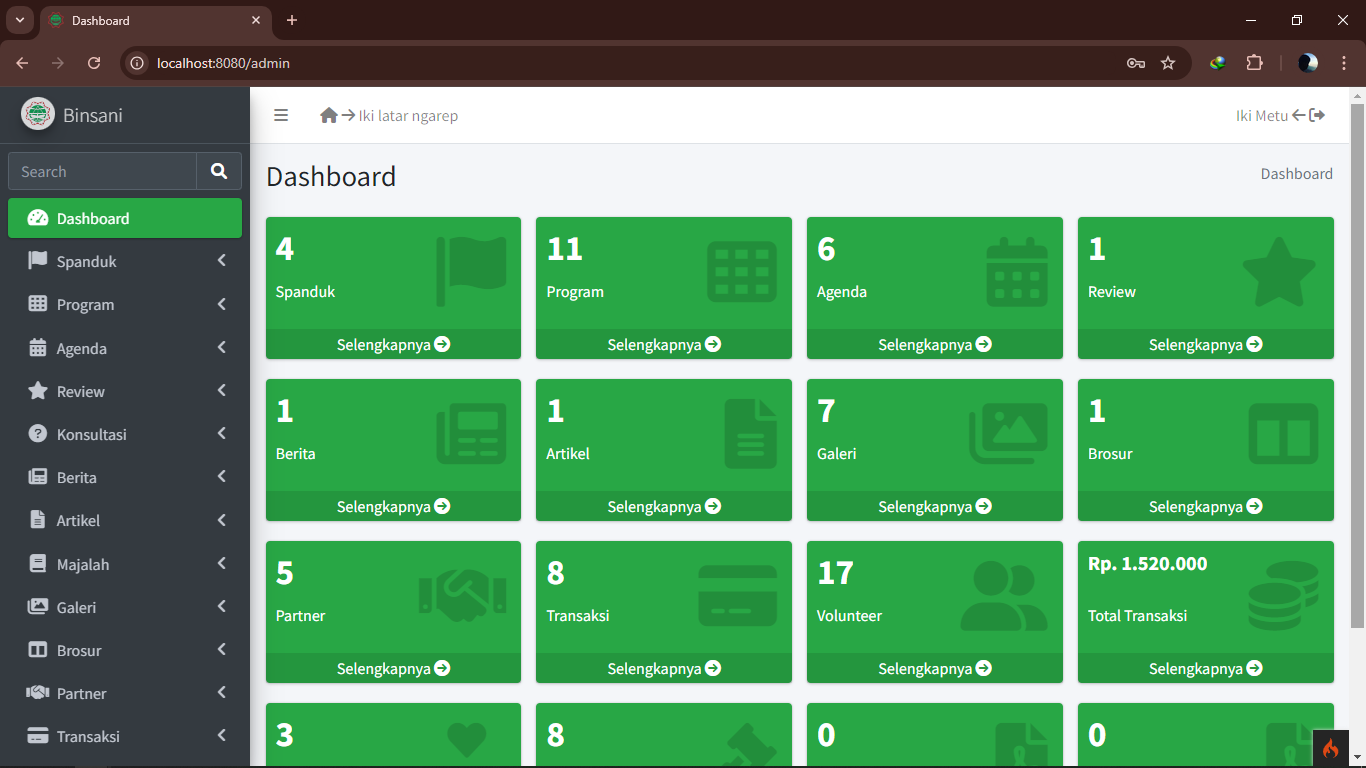 Dashboard
localhost:8080/admin
Binsani
Iki latar ngarep
Iki Metu
Search
Dashboard
Dashboard
Dashboard
Spanduk
Program
Agenda
Review
Konsultasi
Berita
Artikel
Majalah
Galeri
Brosur
Partner
Transaksi
4
Spanduk
Selengkapnya
11
Program
Selengkapnya
6
Agenda
Selengkapnya
1
Review
Selengkapnya
1
Berita
Selengkapnya
1
Artikel
Selengkapnya
7
Galeri
Selengkapnya
1
Brosur
Selengkapnya
5
Partner
Selengkapnya
8
Transaksi
Selengkapnya
17
Volunteer
Selengkapnya
Rp. 1.520.000
Total Transaksi
Selengkapnya
3
8
0
0